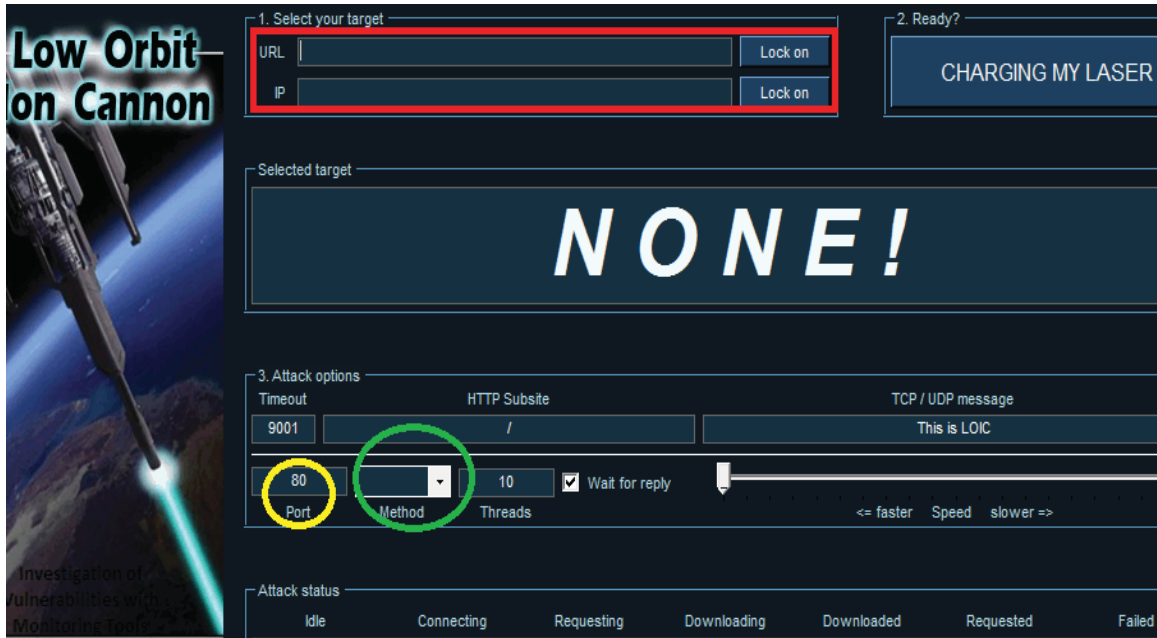 Low Orbit
Ion Cannon
1. Select your target
URL
Lock on
IP
Lock on
2. Ready?
CHARGING MY LASER
Selected target
NONE!
3. Attack options
Timeout
HTTP Subsite
TCP / UDP message
9001
/
This is LOIC
80
10
Wait for reply
Port
Method
Threads
<= faster Speed slower =>
Investigation of
Vulnerabilities with
Monitoring Tools
Attack status
Idle Connecting Requesting Downloading Downloaded Requested Failed